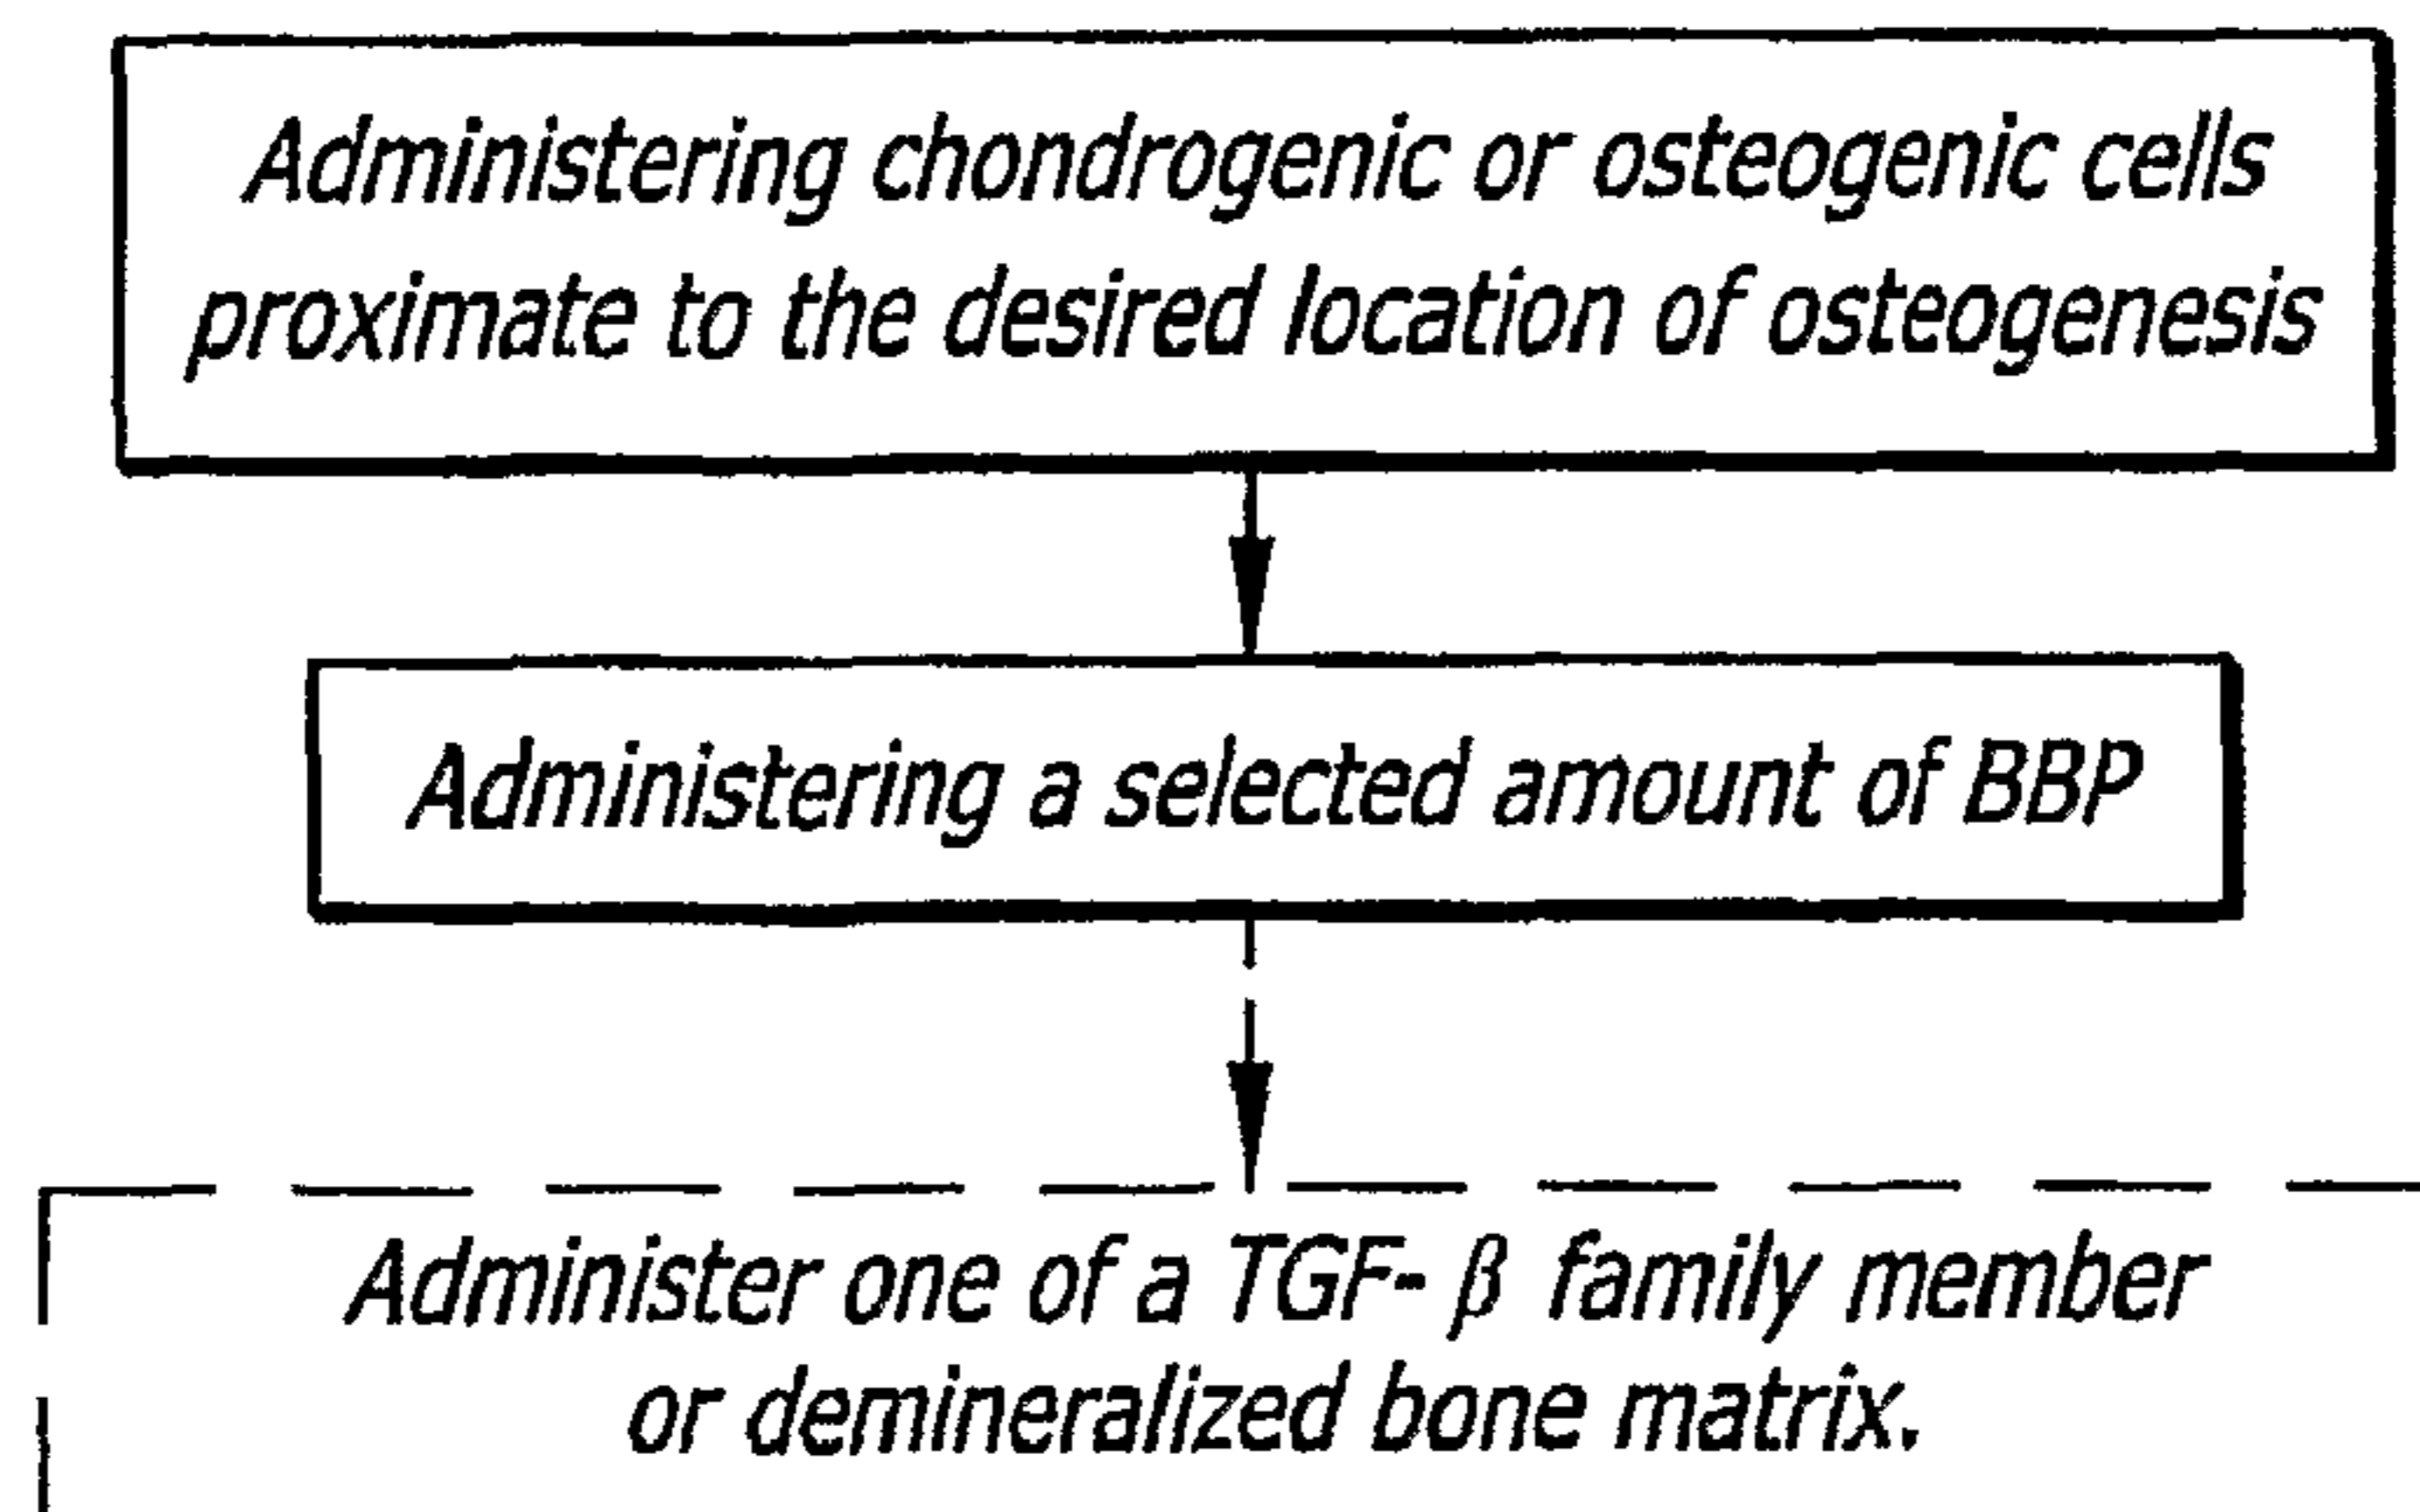 Administering chondrogenic or osteogenic cells
proximate to the desired location of osteogenesis
Administering a selected amount of BBP
Administer one of a TGF- β family member
or demineralized bone matrix.